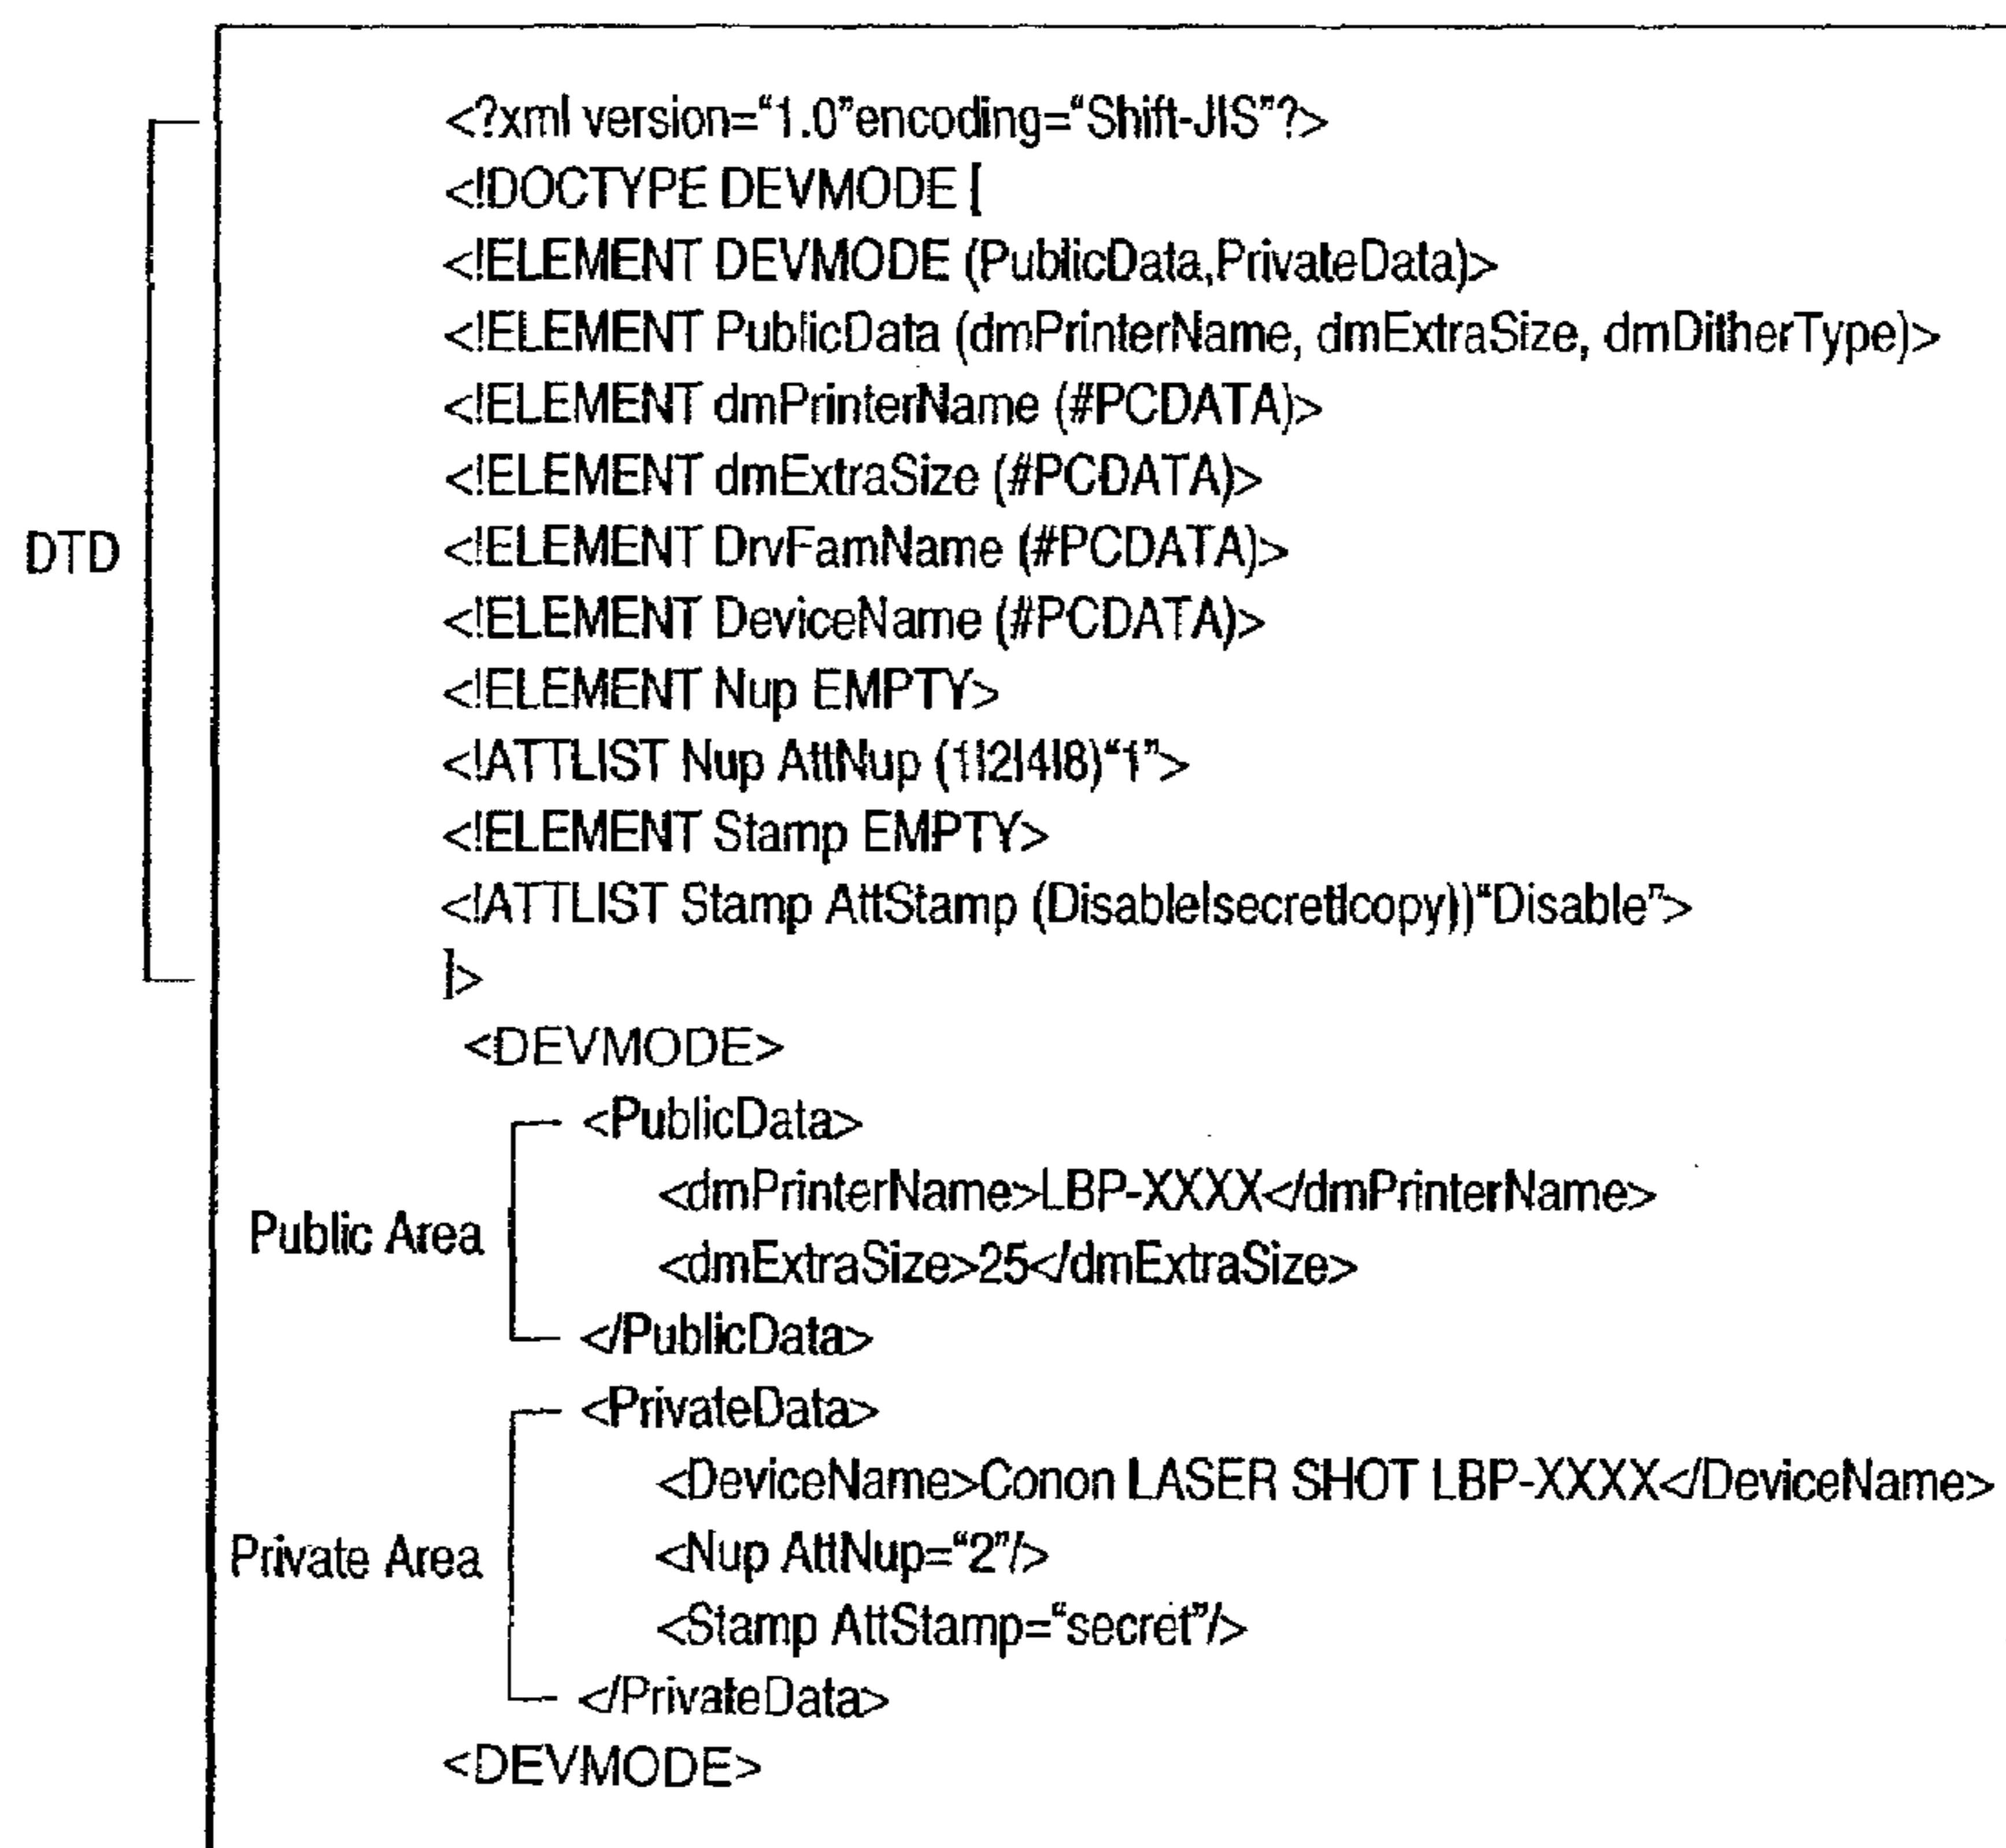 <?xml version=“1.0”encoding=“Shift-JIS”?>
<!DOCTYPE DEVMODE [
<!ELEMENT DEVMODE (PublicData,PrivateData)>
<!ELEMENT PublicData (dmPrinterName, dmExtraSize, dmDitherType)>
<!ELEMENT dmPrinterName (#PCDATA)>
<!ELEMENT dmExtraSize (#PCDATA)>
DTD <!ELEMENT DrvFamName (#PCDATA)>
<!ELEMENT DeviceName (#PCDATA)>
<!ELEMENT Nup EMPTY>
<!ATTLIST Nup AttNup (1|2|4|8)“1”>
<!ELEMENT Stamp EMPTY>
<!ATTLIST Stamp AttStamp (Disable|secret|copy))“Disable”>
]>
<DEVMODE>
<PublicData>
<dmPrinterName>LBP-XXXX</dmPrinterName>
Public Area
<dmExtraSize>25</dmExtraSize>
</PublicData>
<PrivateData>
<DeviceName>Conon LASER SHOT LBP-XXXX</DeviceName>
Private Area <Nup AttNup=“2”/>
<Stamp AttStamp=“secret”/>
</PrivateData>
<DEVMODE>